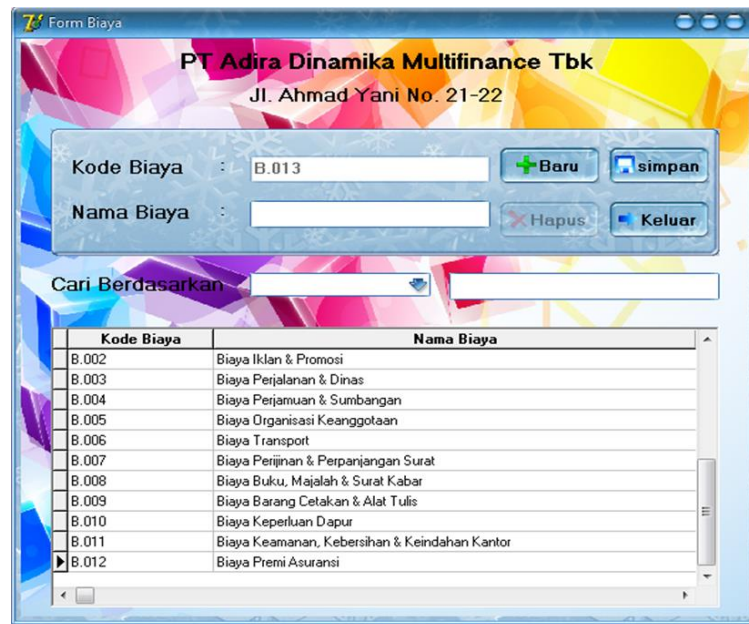 Form Biaya
PT Adira Dinamika Multifinance Tbk
Jl. Ahmad Yani No. 21-22
Kode Biaya : B.013 Baru simpan
Nama Biaya : Hapus Keluar
Cari Berdasarkan
Kode Biaya Nama Biaya
B.002 Biaya Iklan & Promosi
B.003 Biaya Perjalanan & Dinas
B.004 Biaya Perjamuan & Sumbangan
B.005 Biaya Organisasi Keanggotaan
B.006 Biaya Transport
B.007 Biaya Perijinan & Perpanjangan Surat
B.008 Biaya Buku, Majalah & Surat Kabar
B.009 Biaya Barang Cetakan & Alat Tulis
B.010 Biaya Keperluan Dapur
B.011 Biaya Keamanan, Kebersihan & Keindahan Kantor
B.012 Biaya Premi Asuransi